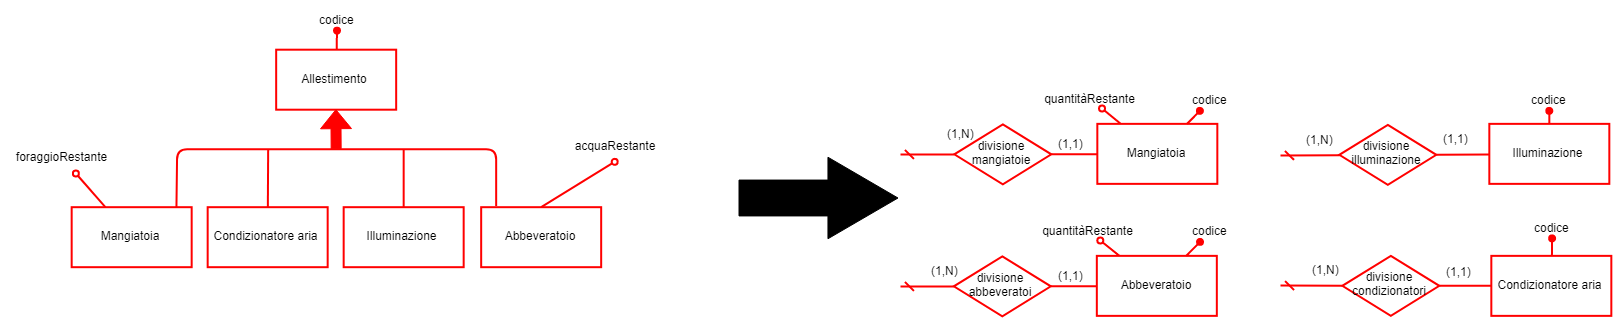 codice
Allestimento
foraggioRestante
acquaRestante
Mangiatoia
Condizionatore aria
Illuminazione
Abbeveratoio
quantitàRestante
codice
(1,N)
divisione
mangiatoie
(1,1)
Mangiatoia
codice
(1,N)
divisione
illuminazione
(1,1)
Illuminazione
quantitàRestante
codice
(1,N)
divisione
abbeveratoi
(1,1)
Abbeveratoio
codice
(1,N)
divisione
condizionatori
(1,1)
Condizionatore aria